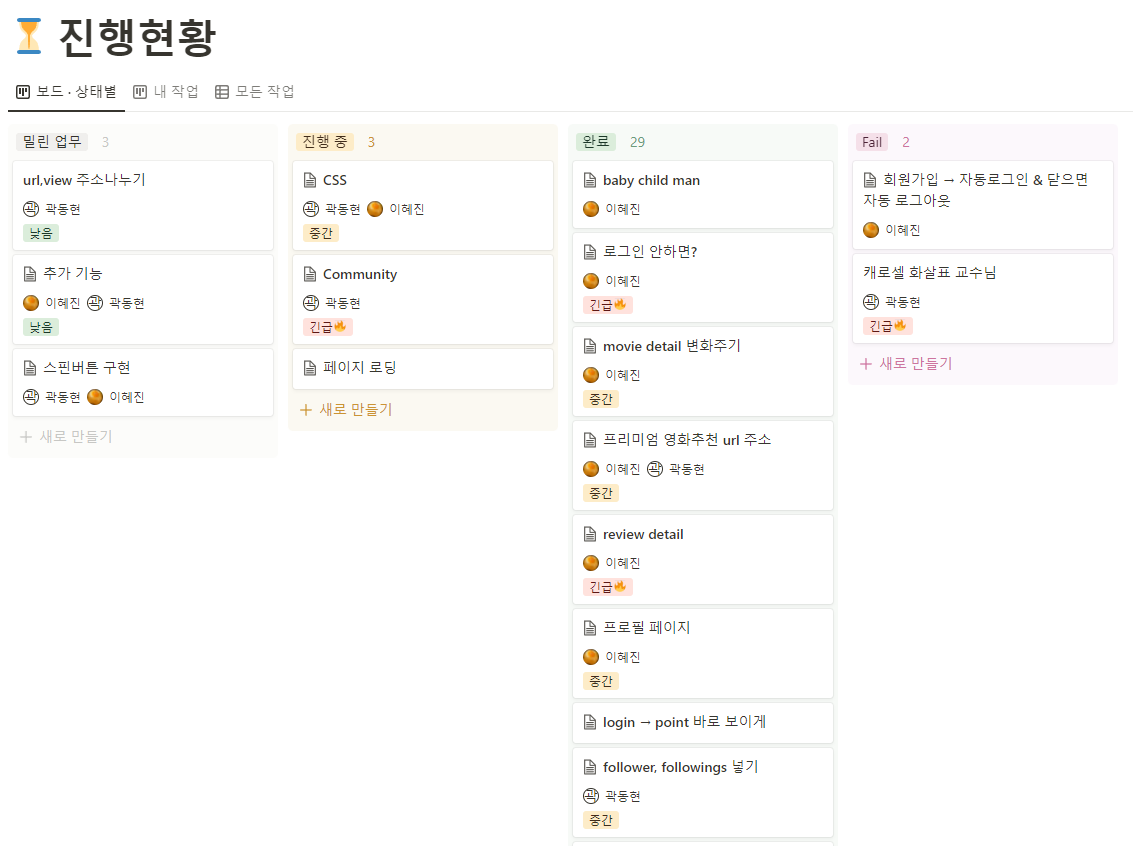 진행현황
보드 · 상태별 내 작업 모든 작업
밀린 업무 3
url,view 주소나누기
곽 곽동현
낮음
추가 기능
이혜진 곽 곽동현
낮음
스핀버튼 구현
곽 곽동현 이혜진
+ 새로 만들기
진행 중 3
CSS
곽 곽동현 이혜진
중간
Community
곽 곽동현
긴급🔥
페이지 로딩
+ 새로 만들기
완료 29
baby child man
이혜진
로그인 안하면?
이혜진
긴급🔥
movie detail 변화주기
이혜진
중간
프리미엄 영화추천 url 주소
이혜진 곽 곽동현
중간
review detail
이혜진
긴급🔥
프로필 페이지
이혜진
중간
login → point 바로 보이게
follower, followings 넣기
곽 곽동현
중간
Fail 2
회원가입 → 자동로그인 & 닫으면
자동 로그아웃
이혜진
캐로셀 화살표 교수님
곽 곽동현
긴급🔥
+ 새로 만들기